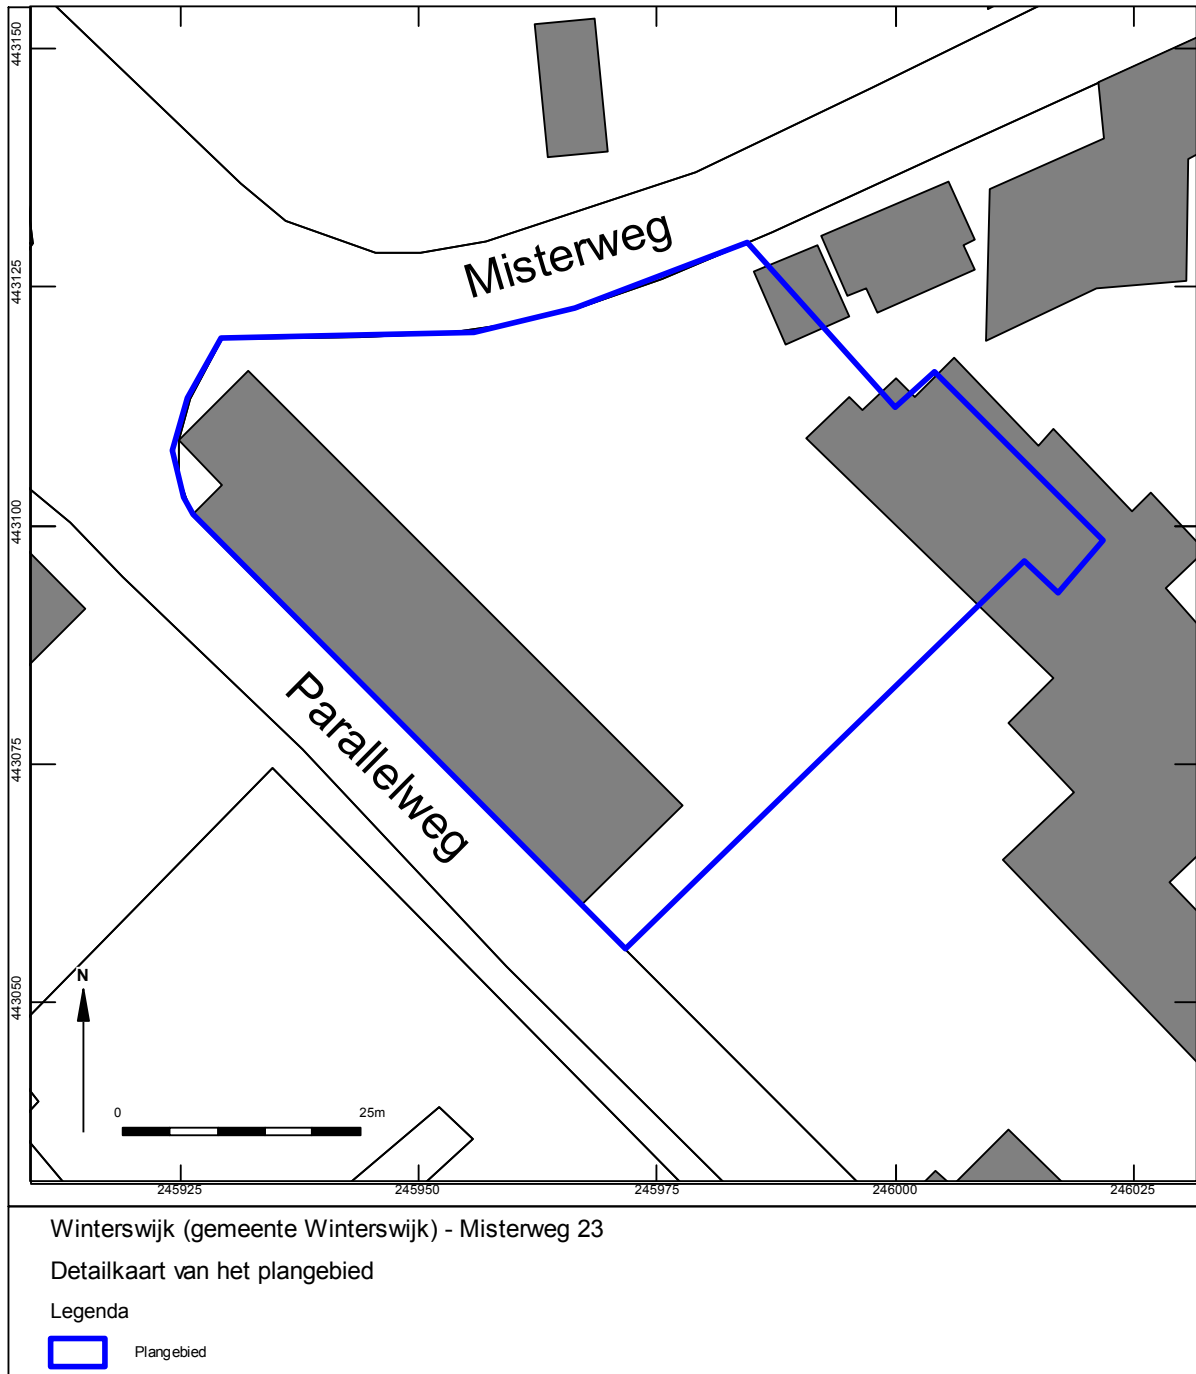 443150
443125
443100
443075
443050
Misterweg
Parallelweg
N
0 25m
245925 245950 245975 246000 246025
Winterswijk (gemeente Winterswijk) - Misterweg 23
Detailkaart van het plangebied
Legenda
Plangebied